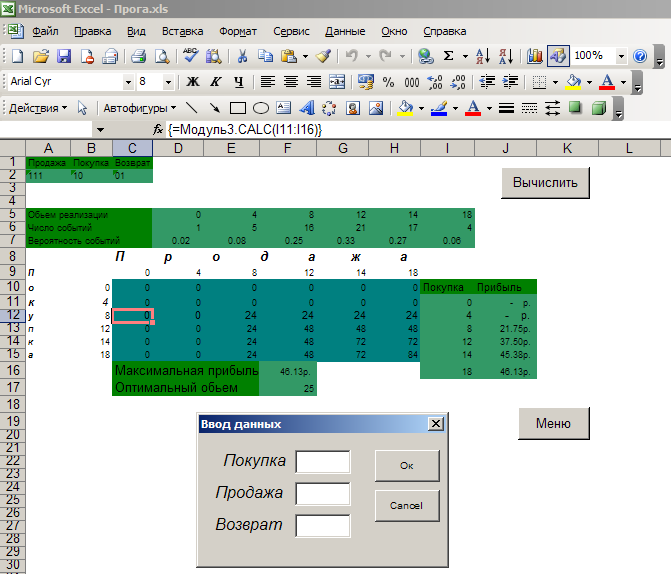 Microsoft Excel - Прога.xls
Файл Правка Вид Вставка Формат Сервис Данные Окно Справка
100%
Arial Cyr 8 Ж К Ч
Действия Автофигуры
fx {=Модуль3.CALC(I11:I16)}
A B C D E F G H I J K L
1 Продажа Покупка Возврат
2 111 10 01
3
Вычислить
4
5 Обьем реализации 0 4 8 12 14 18
6 Число событий 1 5 16 21 17 4
7 Вероятность событий 0.02 0.08 0.25 0.33 0.27 0.06
8 П р о д а ж а
9 П 0 4 8 12 14 18
10 о 0 0 0 0 0 0 0 Покупка Прибыль
11 к 4 0 0 0 0 0 0 0 - р.
12 у 8 0 0 24 24 24 24 4 - р.
13 п 12 0 0 24 48 48 48 8 21.75р.
14 к 14 0 0 24 48 72 72 12 37.50р.
15 а 18 0 0 24 48 72 84 14 45.38р.
16 Максимальная прибыль 46.13р. 18 46.13р.
17 Оптимальный обьем 25
18
19 Меню
20
Ввод данных
21
22 Покупка Ок
23
24 Продажа
25 Cancel
26
27 Возврат
28
29
30